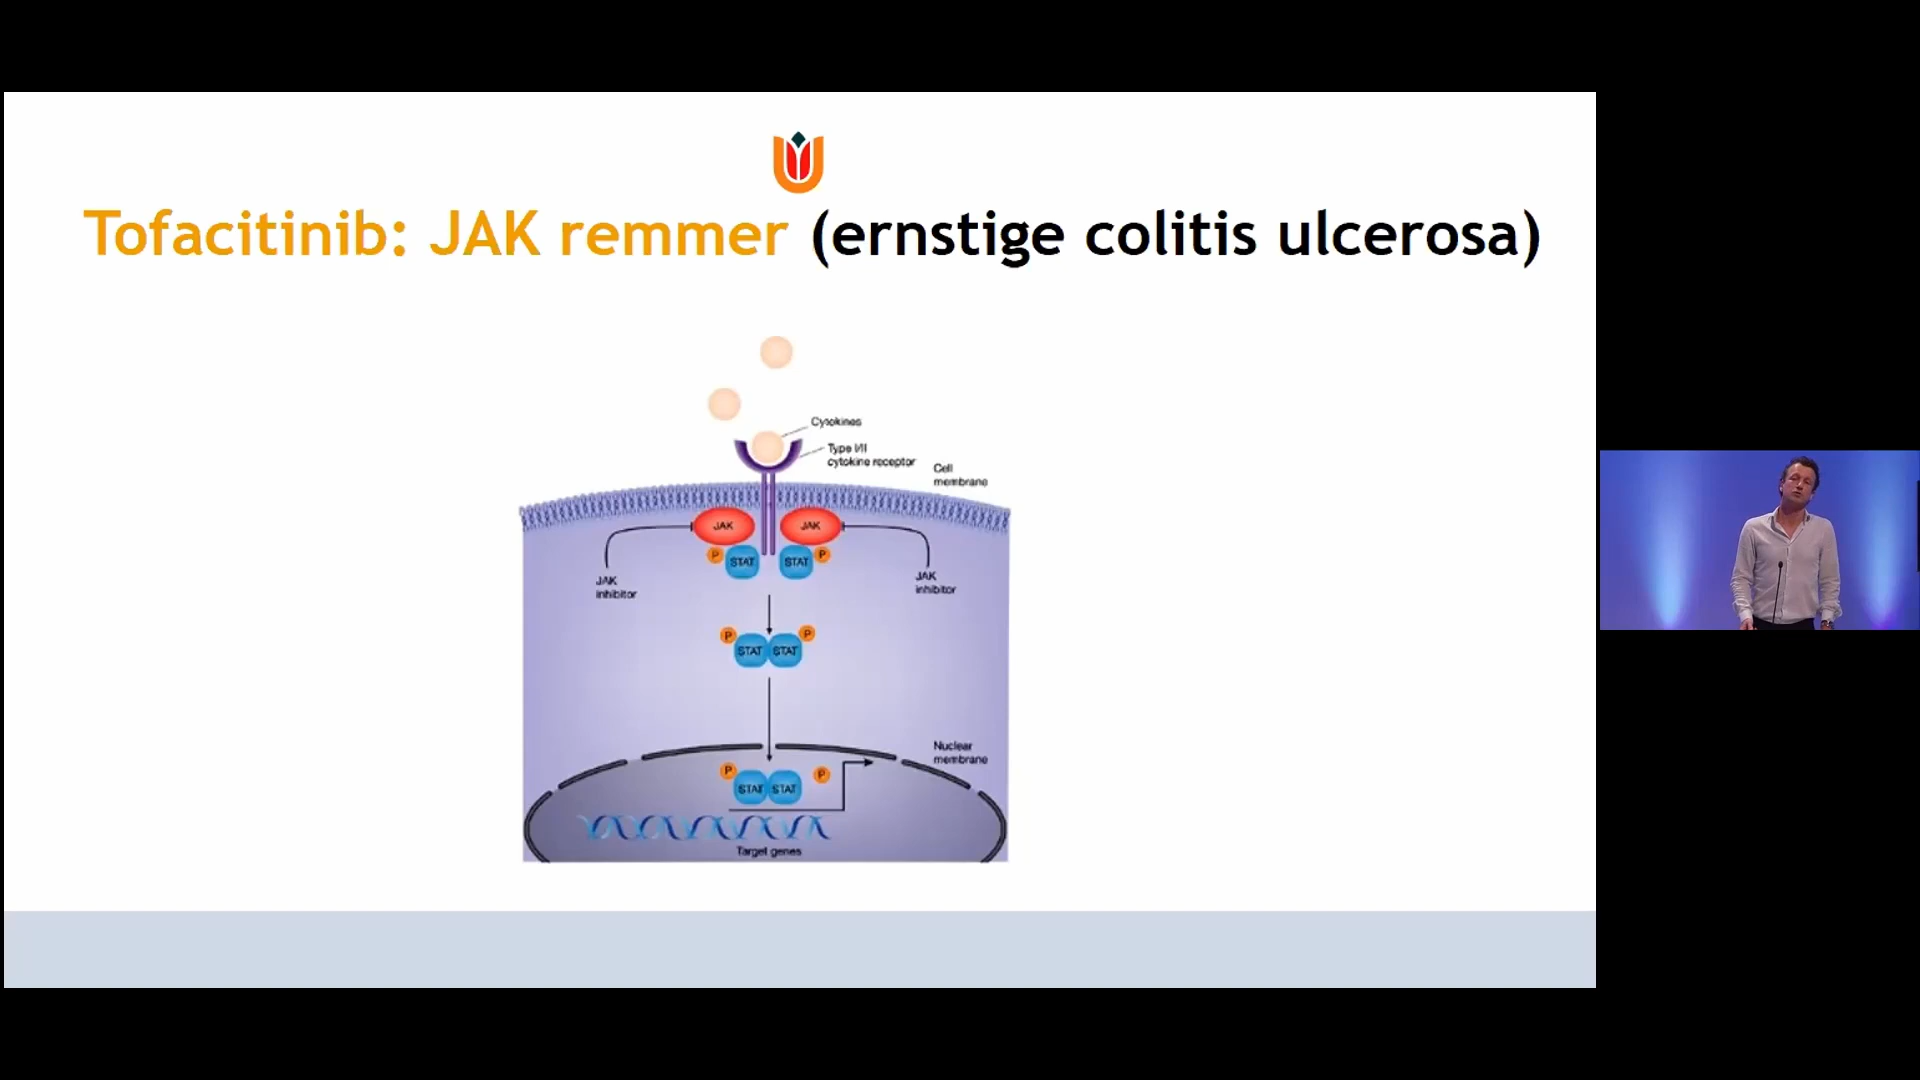 Tofacitinib: JAK remmer (ernstige colitis ulcerosa)
Cytokines
Type I/II
cytokine receptor
Cell
membrane
JAK
JAK
P
STAT
STAT
P
JAK
inhibitor
JAK
inhibitor
P
P
STAT
STAT
Nuclear
membrane
P
P
STAT
STAT
Target genes